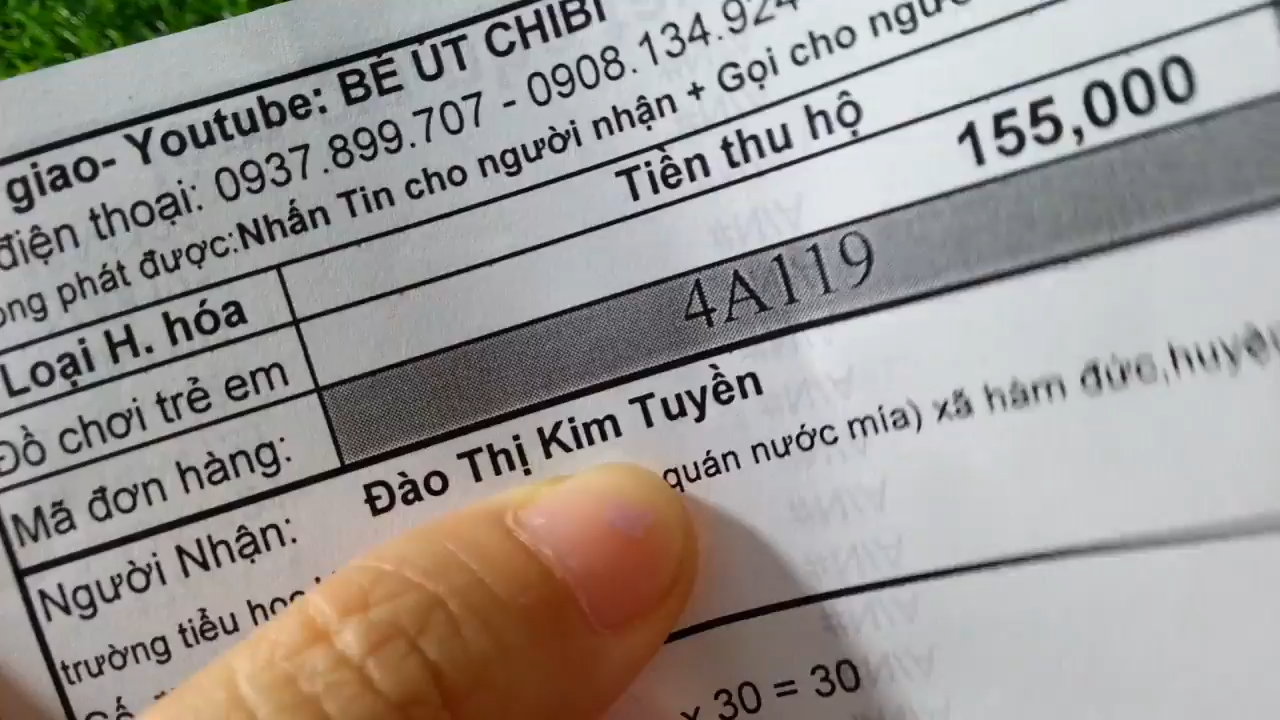 giao- Youtube: BÉ ÚT CHIBI
điện thoại: 0937.899.707 - 0908.134.924
phát được:Nhấn Tin cho người nhận + Gọi cho
Loại H. hóa
Tiền thu hộ 155,000
Đồ chơi trẻ em
Mã đơn hàng: 4A119
Người Nhận: Đào Thị Kim Tuyền
trường tiểu quán nước mía) xã hàm đức,huyện
x 30 = 30